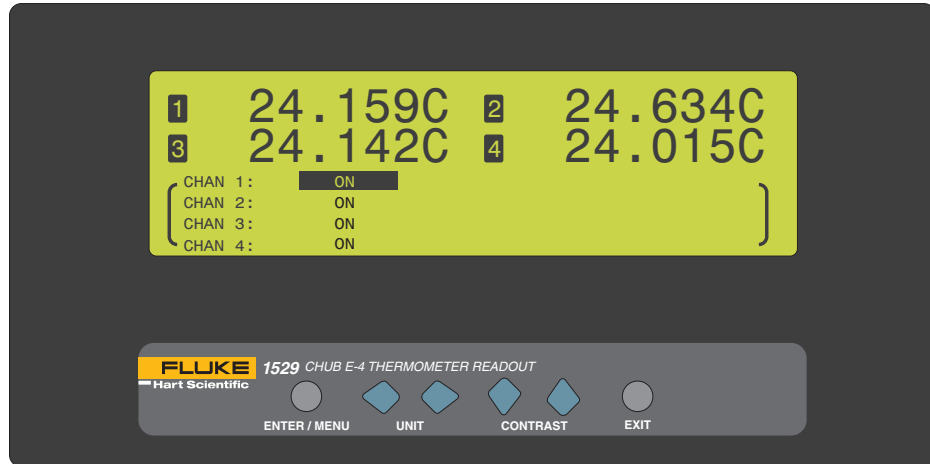 1 24.159C 2 24.634C
3 24.142C 4 24.015C
CHAN 1: ON
CHAN 2: ON
CHAN 3: ON
CHAN 4: ON
FLUKE 1529 CHUB E-4 THERMOMETER READOUT
Hart Scientific
ENTER / MENU UNIT CONTRAST EXIT